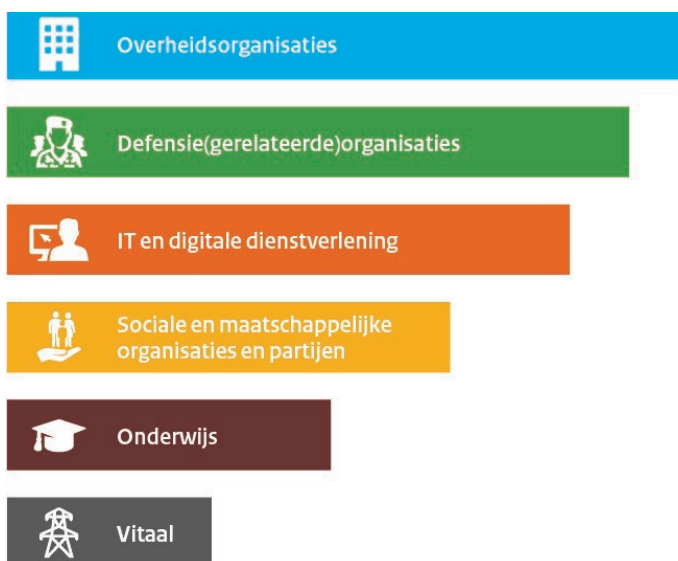 Overheidsorganisaties
Defensie(gerelateerde)organisaties
IT en digitale dienstverlening
Sociale en maatschappelijke
organisaties en partijen
Onderwijs
Vitaal